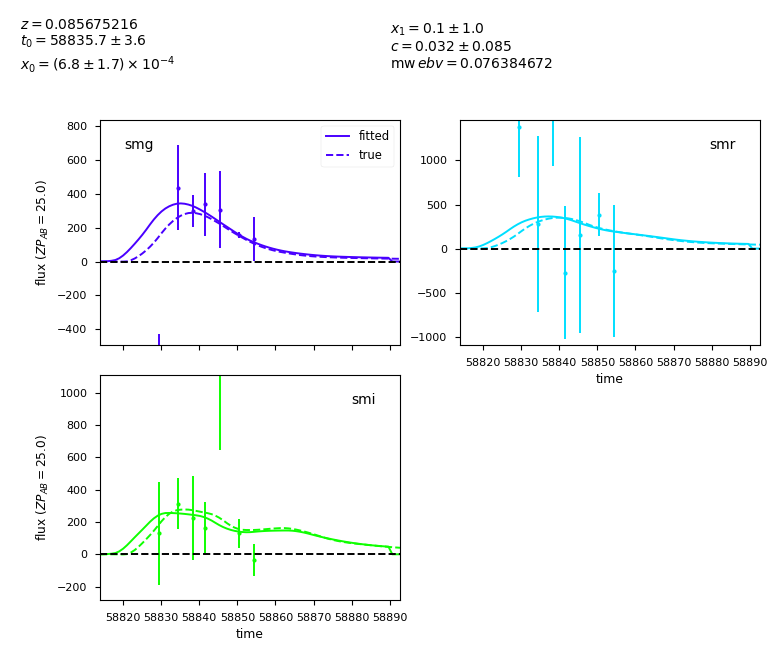 z = 0.085675216
t₀ = 58835.7 ± 3.6
x₀ = (6.8 ± 1.7) × 10⁻⁴
x₁ = 0.1 ± 1.0
c = 0.032 ± 0.085
mw ebv = 0.076384672
smg
fitted
true
800
600
400
200
0
−200
−400
flux (ZP_AB = 25.0)
smr
1000
500
0
−500
−1000
58820 58830 58840 58850 58860 58870 58880 58890
time
smi
1000
800
600
400
200
0
−200
flux (ZP_AB = 25.0)
58820 58830 58840 58850 58860 58870 58880 58890
time